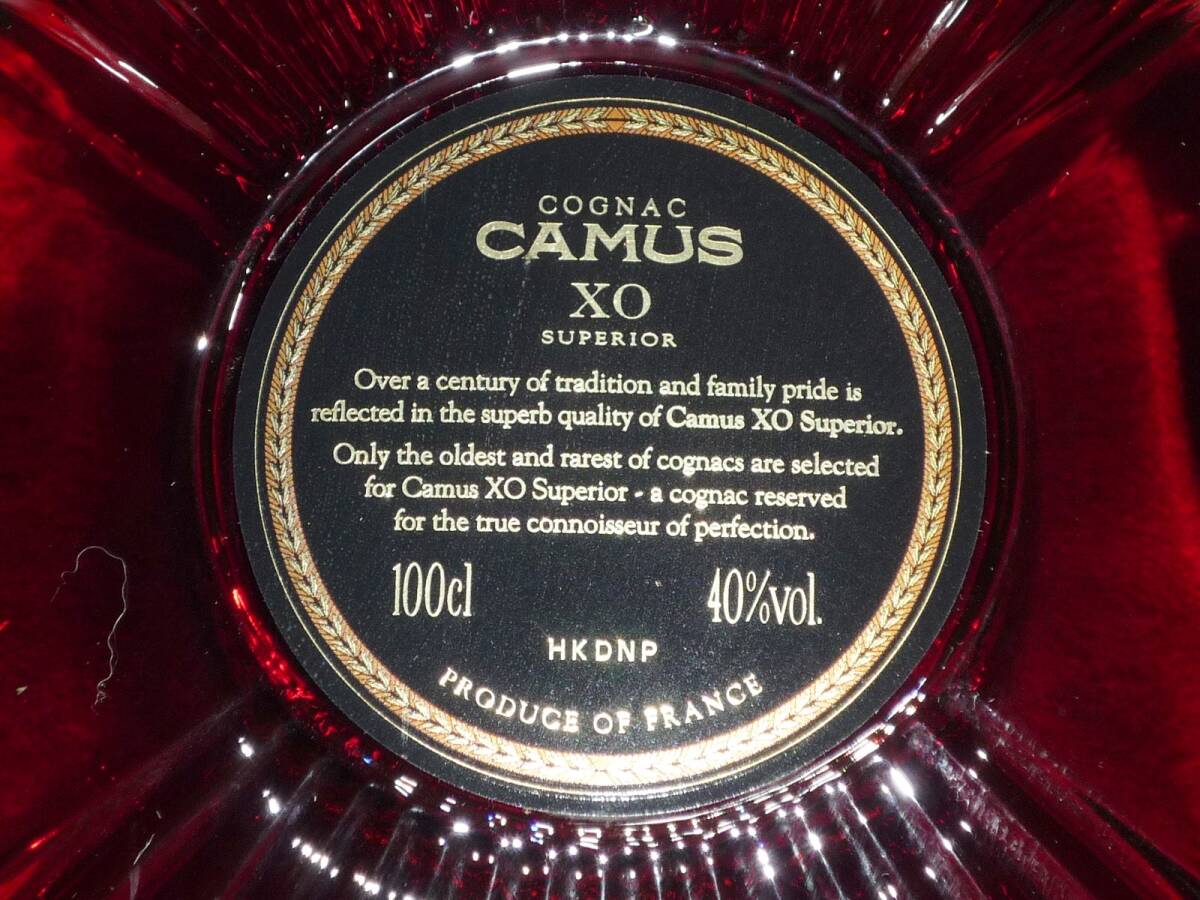 COGNAC
CAMUS
XO
SUPERIOR
Over a century of tradition and family pride is
reflected in the superb quality of Camus XO Superior.
Only the oldest and rarest of cognacs are selected
for Camus XO Superior - a cognac reserved
for the true connoisseur of perfection.
100cl 40%vol.
HKDNP
PRODUCE OF FRANCE